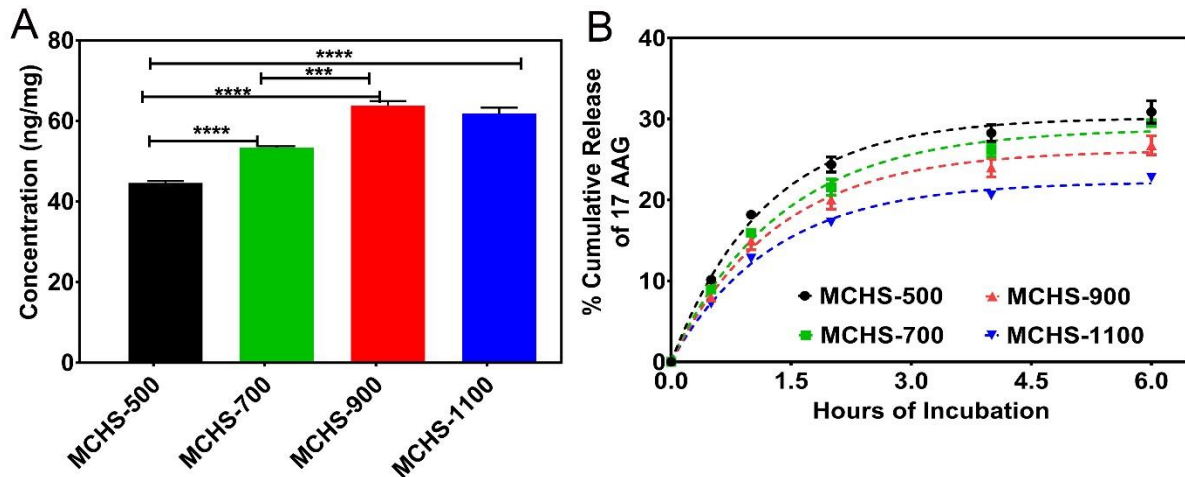 A
Concentration (ng/mg)
80
60
40
20
0
****
***
****
****
MCHS-500
MCHS-700
MCHS-900
MCHS-1100
B
% Cumulative Release
of 17 AAG
40
30
20
10
0
MCHS-500
MCHS-900
MCHS-700
MCHS-1100
0.0
1.5
3.0
4.5
6.0
Hours of Incubation